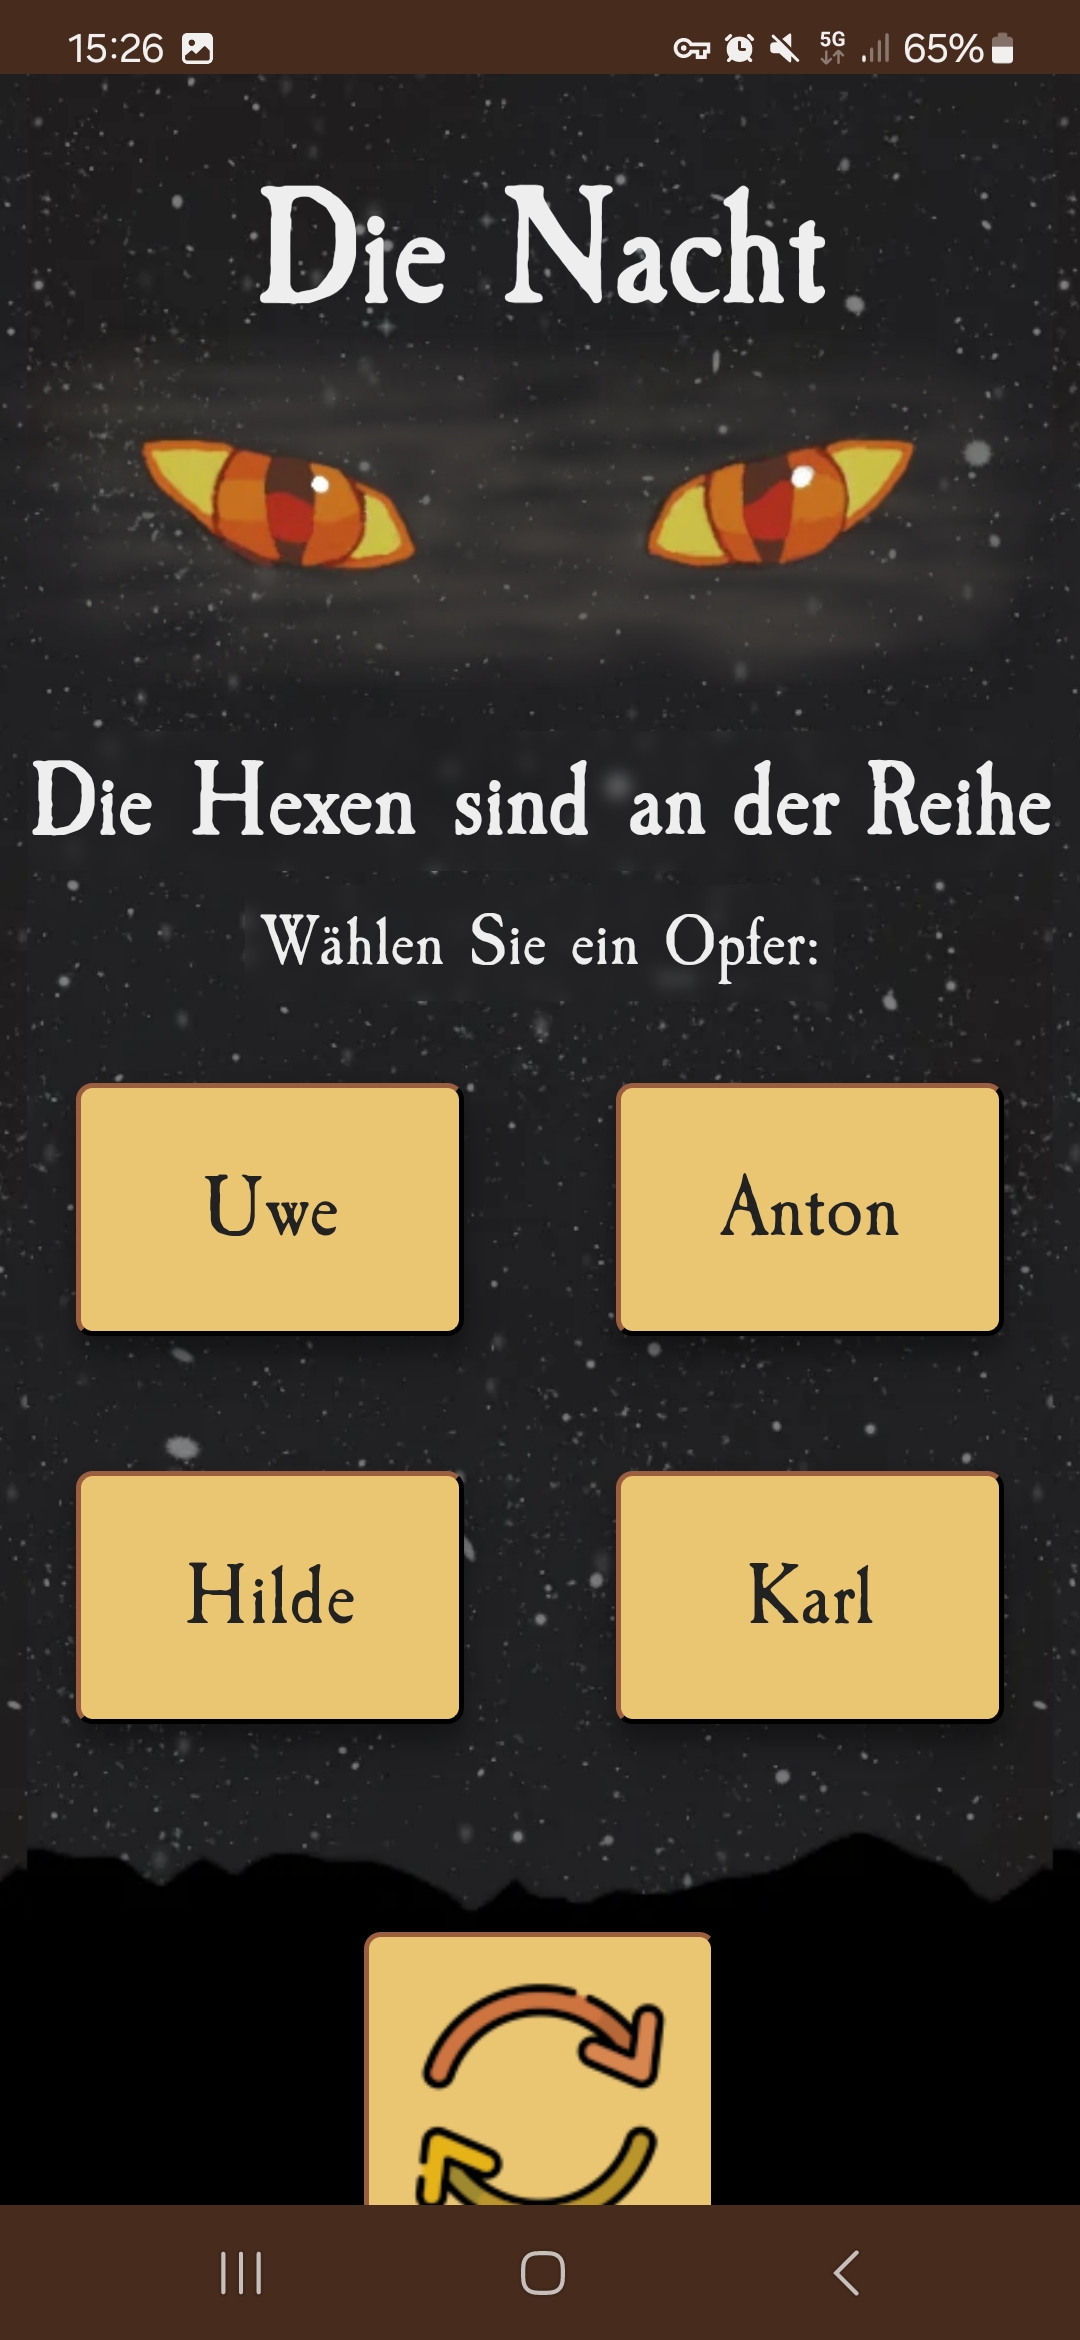 15:26 5G 65%
Die Nacht
Die Hexen sind an der Reihe
Wählen Sie ein Opfer:
Uwe Anton
Hilde Karl